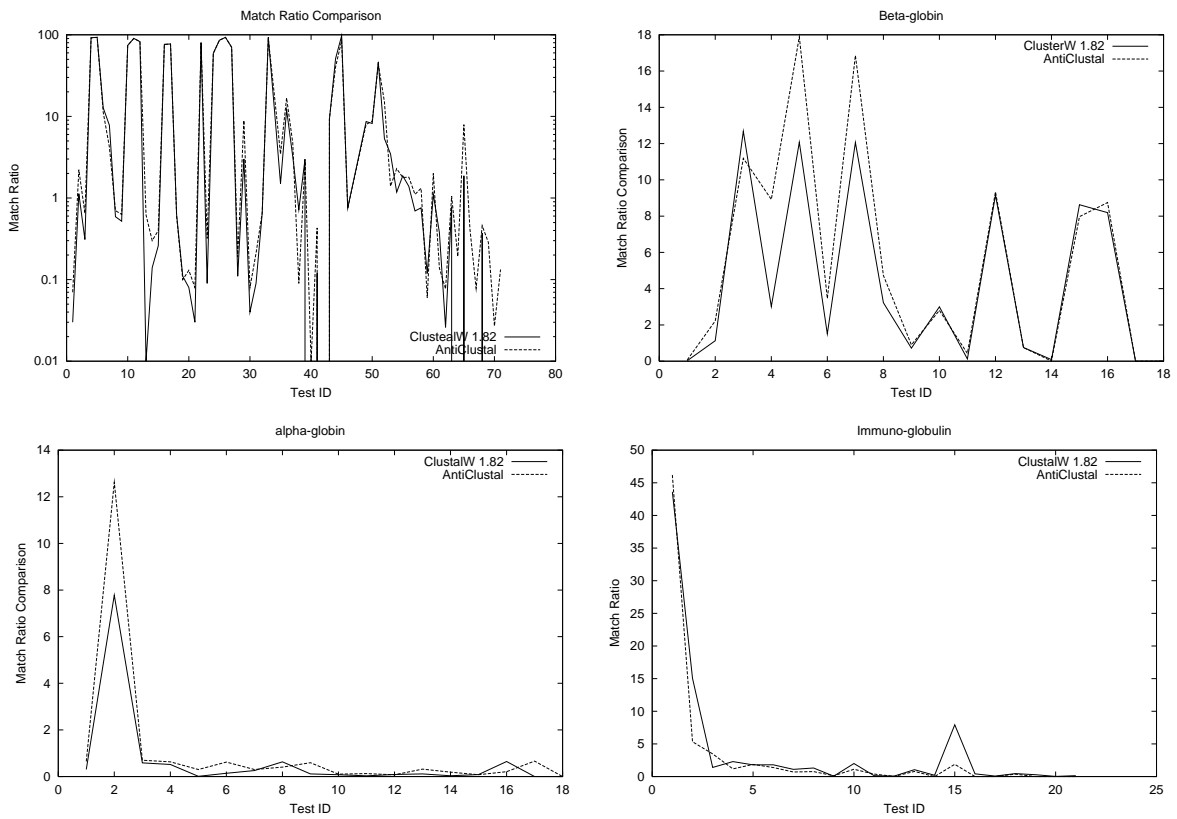 Match Ratio Comparison
Match Ratio
100
10
1
0.1
0.01
0 10 20 30 40 50 60 70 80
Test ID
ClustealW 1.82
AntiClustal
Beta-globin
Match Ratio Comparison
18
16
14
12
10
8
6
4
2
0
0 2 4 6 8 10 12 14 16 18
Test ID
ClusterW 1.82
AntiClustal
alpha-globin
Match Ratio Comparison
14
12
10
8
6
4
2
0
0 2 4 6 8 10 12 14 16 18
Test ID
ClustalW 1.82
AntiClustal
Immuno-globulin
Match Ratio
50
45
40
35
30
25
20
15
10
5
0
0 5 10 15 20 25
Test ID
ClustalW 1.82
AntiClustal